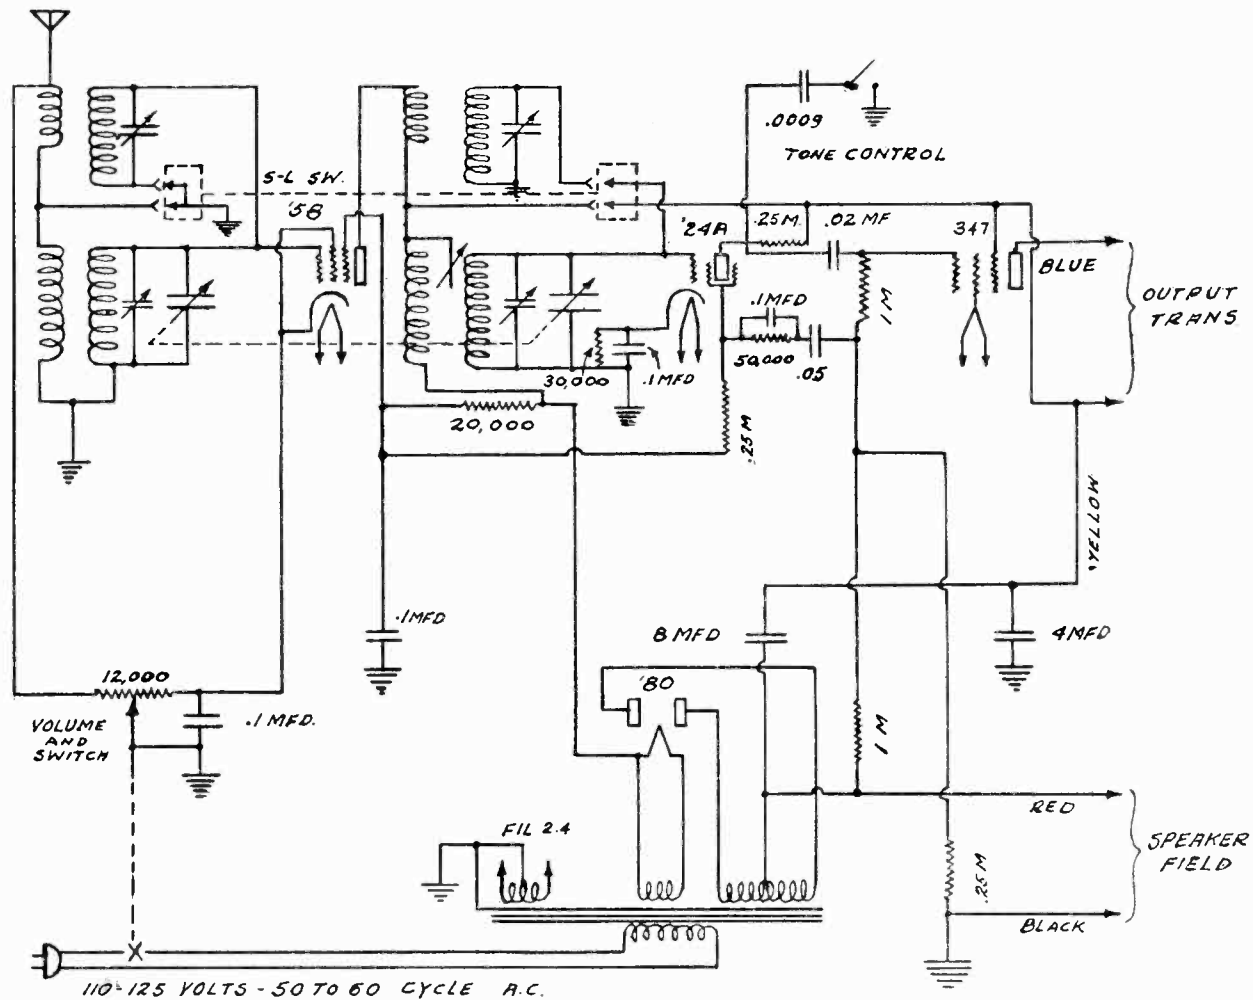 .0009
TONE CONTROL
S-L SW.
'58
'24A
.25M.
.02 MF
347
BLUE
OUTPUT
TRANS
.1MFD
1 M
50,000
.05
30,000
.1MFD
20,000
.25M
YELLOW
.1MFD
8 MFD
4MFD
12,000
VOLUME
AND
SWITCH
.1 MFD.
'80
1 M
RED
FIL 2.4
SPEAKER
FIELD
.25M
BLACK
110-125 VOLTS - 50 TO 60 CYCLE A.C.